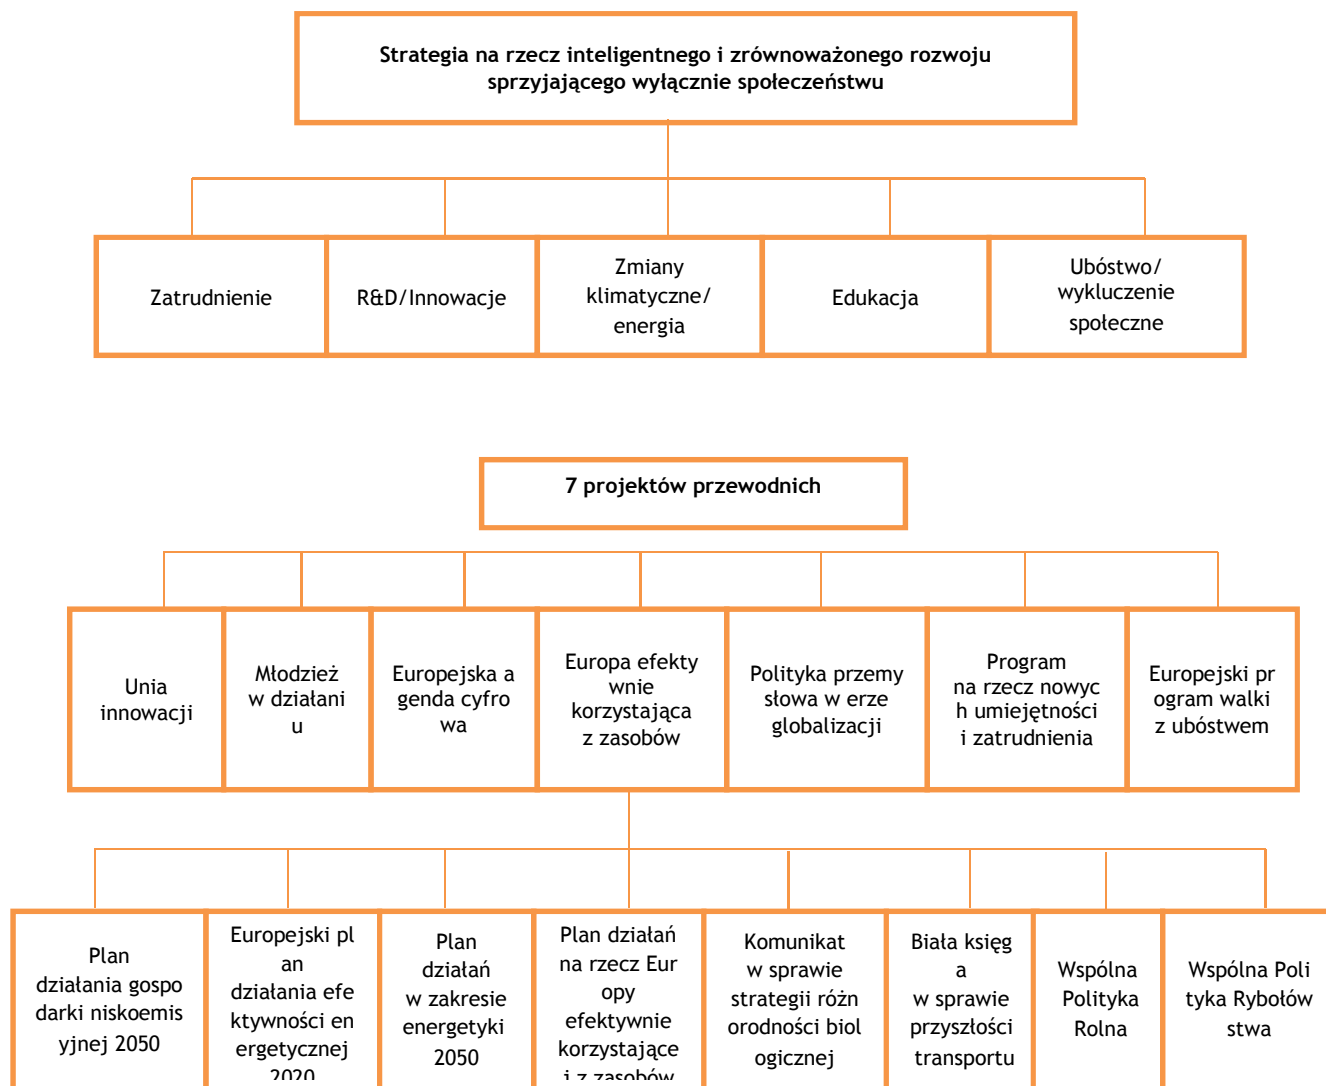 Strategia na rzecz inteligentnego i zrównoważonego rozwoju
sprzyjającego wyłącznie społeczeństwu
Zatrudnienie
R&D/Innowacje
Zmiany
klimatyczne/
energia
Edukacja
Ubóstwo/
wykluczenie
społeczne
7 projektów przewodnich
Unia
innowacji
Młodzież
w działani
u
Europejska a
genda cyfro
wa
Europa efekty
wnie
korzystająca
z zasobów
Polityka przemy
słowa w erze
globalizacji
Program
na rzecz nowyc
h umiejętności
i zatrudnienia
Europejski pr
ogram walki
z ubóstwem
Plan
działania gospo
darki niskoemis
yjnej 2050
Europejski pl
an
działania efe
ktywności en
ergetycznej
2020
Plan
działań
w zakresie
energetyki
2050
Plan działań
na rzecz Eur
opy
efektywnie
korzystające
j z zasobów
Komunikat
w sprawie
strategii różn
orodności biol
ogicznej
Biała księg
a
w sprawie
przyszłości
transportu
Wspólna
Polityka
Rolna
Wspólna Poli
tyka Rybołów
stwa